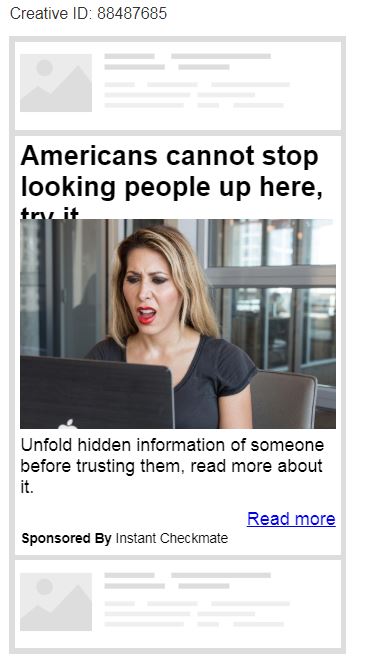 Creative ID: 88487685
Americans cannot stop
looking people up here,
try it
Unfold hidden information of someone
before trusting them, read more about
it.
Read more
Sponsored By Instant Checkmate